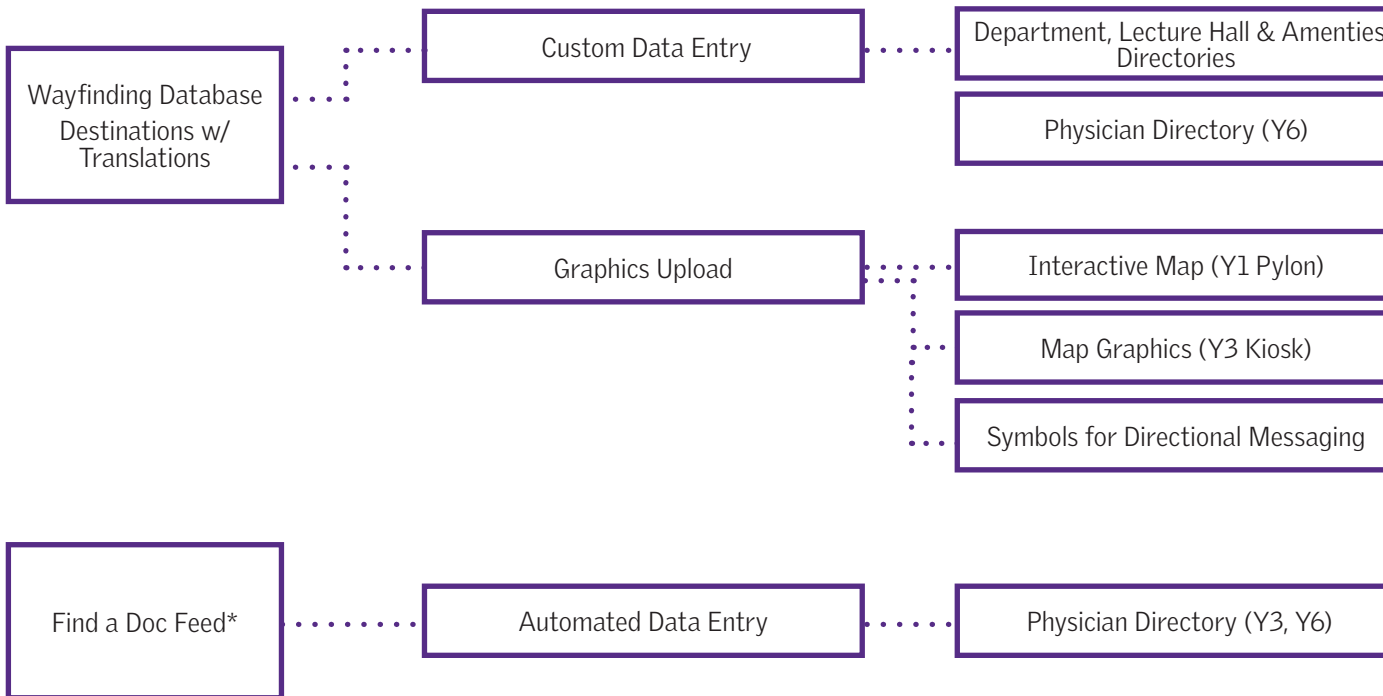 Wayfinding Database
Destinations w/
Translations
Custom Data Entry
Department, Lecture Hall & Amenties
Directories
Physician Directory (Y6)
Graphics Upload
Interactive Map (Y1 Pylon)
Map Graphics (Y3 Kiosk)
Symbols for Directional Messaging
Find a Doc Feed*
Automated Data Entry
Physician Directory (Y3, Y6)